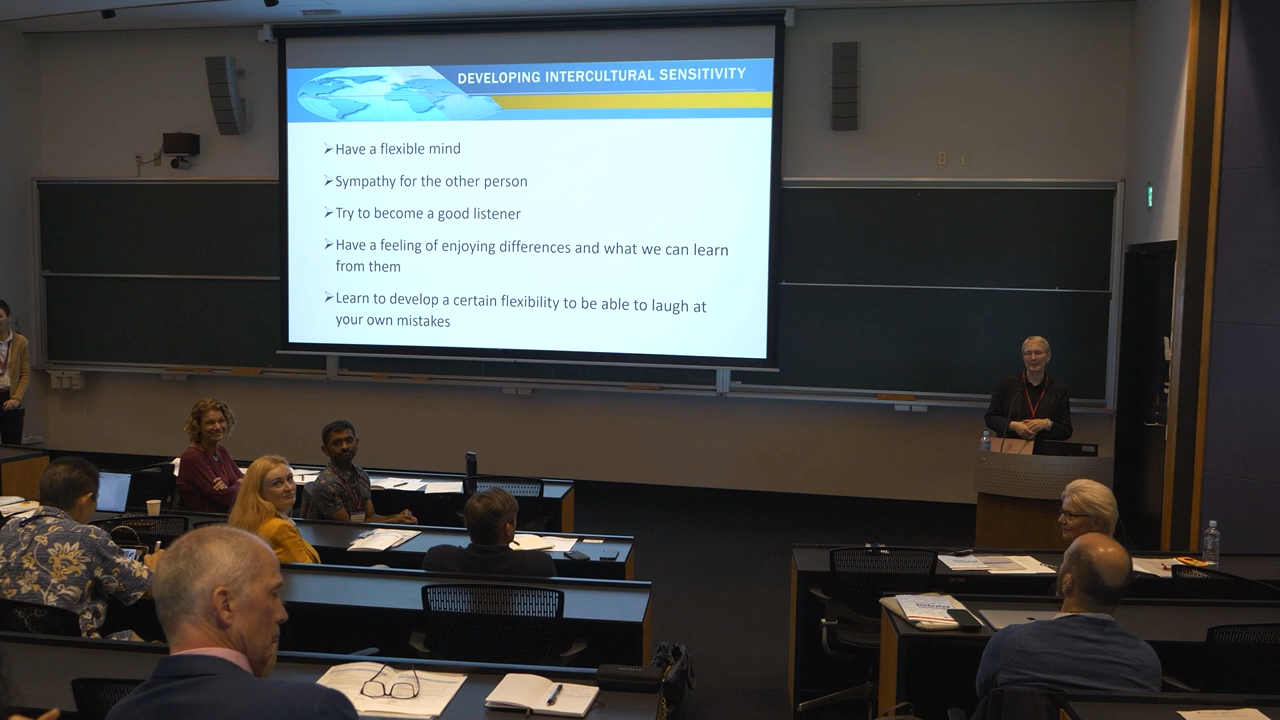 DEVELOPING INTERCULTURAL SENSITIVITY
➢Have a flexible mind
➢Sympathy for the other person
➢Try to become a good listener
➢Have a feeling of enjoying differences and what we can learn
from them
➢Learn to develop a certain flexibility to be able to laugh at
your own mistakes